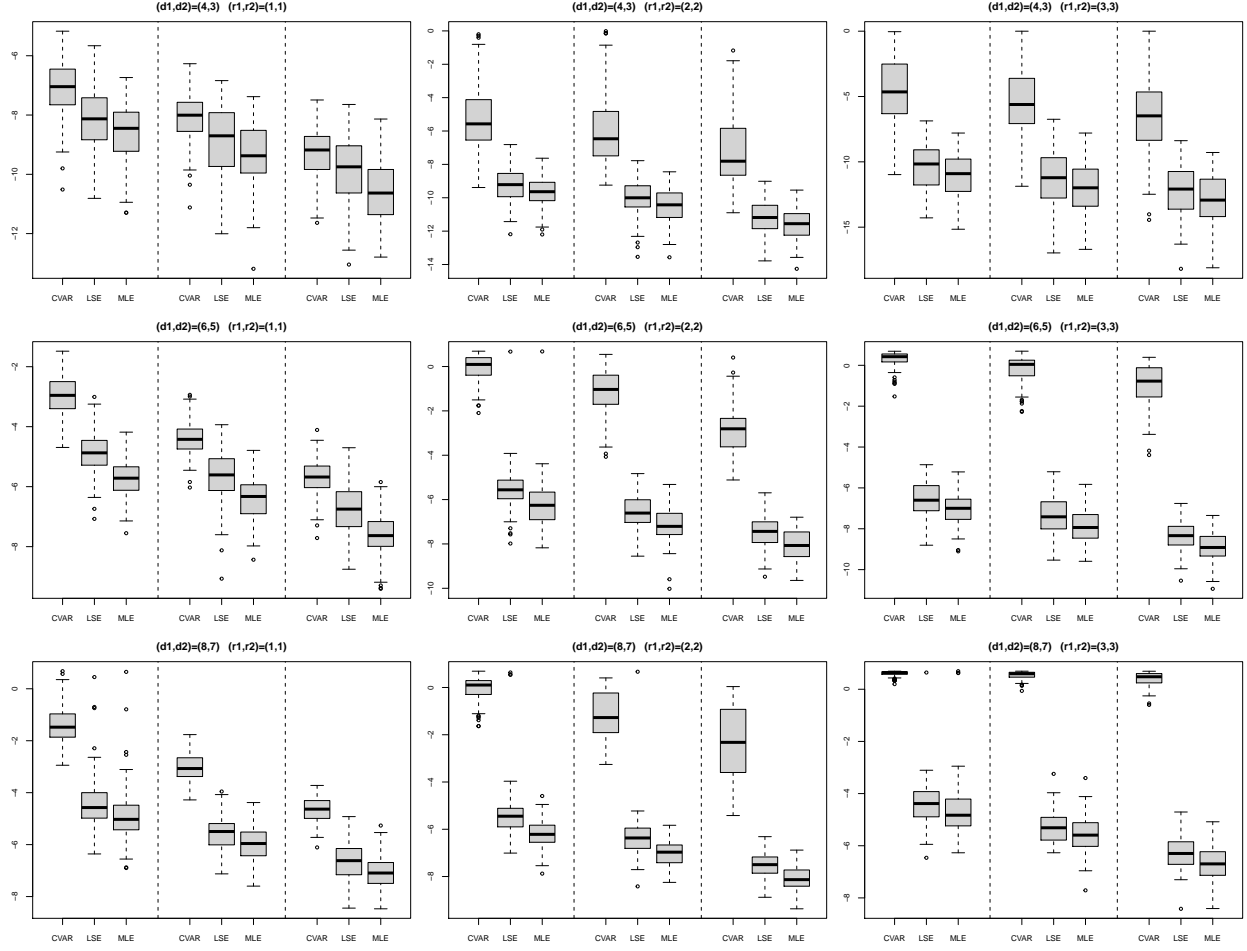 (d1,d2)=(4,3) (r1,r2)=(1,1)
-6
-8
-10
-12
CVAR LSE MLE CVAR LSE MLE CVAR LSE MLE
(d1,d2)=(4,3) (r1,r2)=(2,2)
0
-2
-4
-6
-8
-10
-12
-14
CVAR LSE MLE CVAR LSE MLE CVAR LSE MLE
(d1,d2)=(4,3) (r1,r2)=(3,3)
0
-5
-10
-15
CVAR LSE MLE CVAR LSE MLE CVAR LSE MLE
(d1,d2)=(6,5) (r1,r2)=(1,1)
-2
-4
-6
-8
CVAR LSE MLE CVAR LSE MLE CVAR LSE MLE
(d1,d2)=(6,5) (r1,r2)=(2,2)
0
-2
-4
-6
-8
-10
CVAR LSE MLE CVAR LSE MLE CVAR LSE MLE
(d1,d2)=(6,5) (r1,r2)=(3,3)
0
-2
-4
-6
-8
-10
CVAR LSE MLE CVAR LSE MLE CVAR LSE MLE
(d1,d2)=(8,7) (r1,r2)=(1,1)
0
-2
-4
-6
-8
CVAR LSE MLE CVAR LSE MLE CVAR LSE MLE
(d1,d2)=(8,7) (r1,r2)=(2,2)
0
-2
-4
-6
-8
CVAR LSE MLE CVAR LSE MLE CVAR LSE MLE
(d1,d2)=(8,7) (r1,r2)=(3,3)
0
-2
-4
-6
-8
CVAR LSE MLE CVAR LSE MLE CVAR LSE MLE